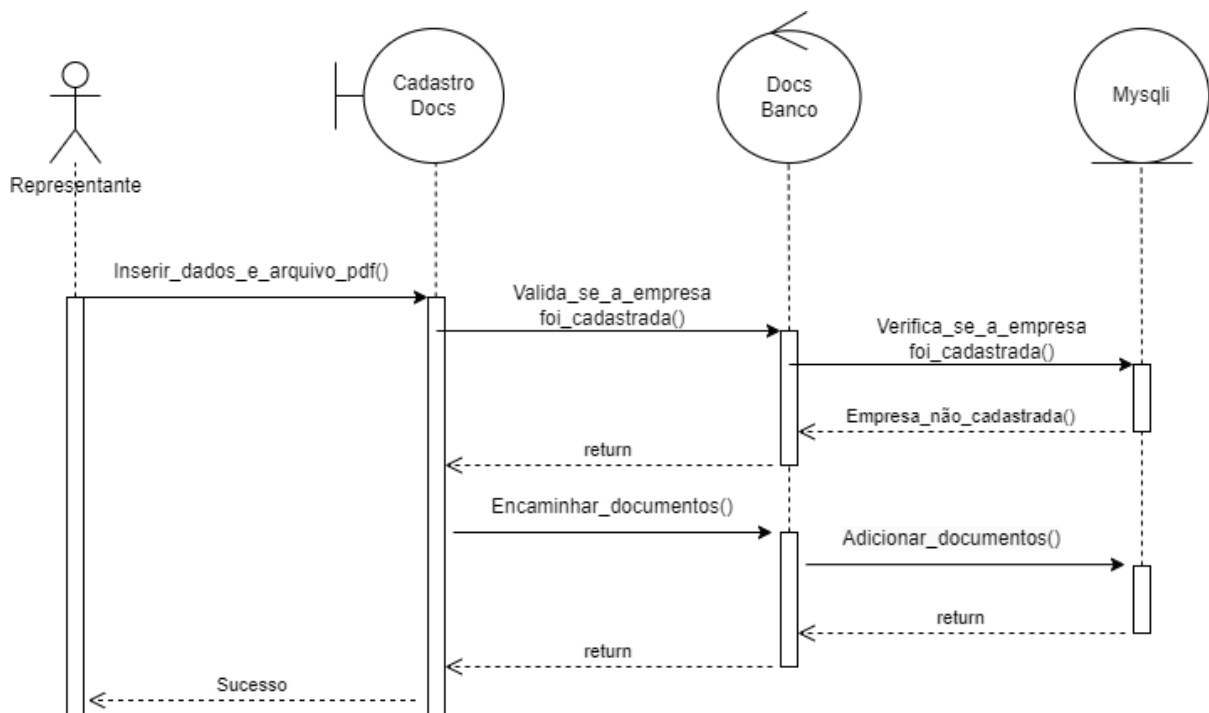 Cadastro
Docs
Docs
Banco
Mysqli
Representante
Inserir_dados_e_arquivo_pdf()
Valida_se_a_empresa
foi_cadastrada()
Verifica_se_a_empresa
foi_cadastrada()
Empresa_não_cadastrada()
return
Encaminhar_documentos()
Adicionar_documentos()
return
return
Sucesso